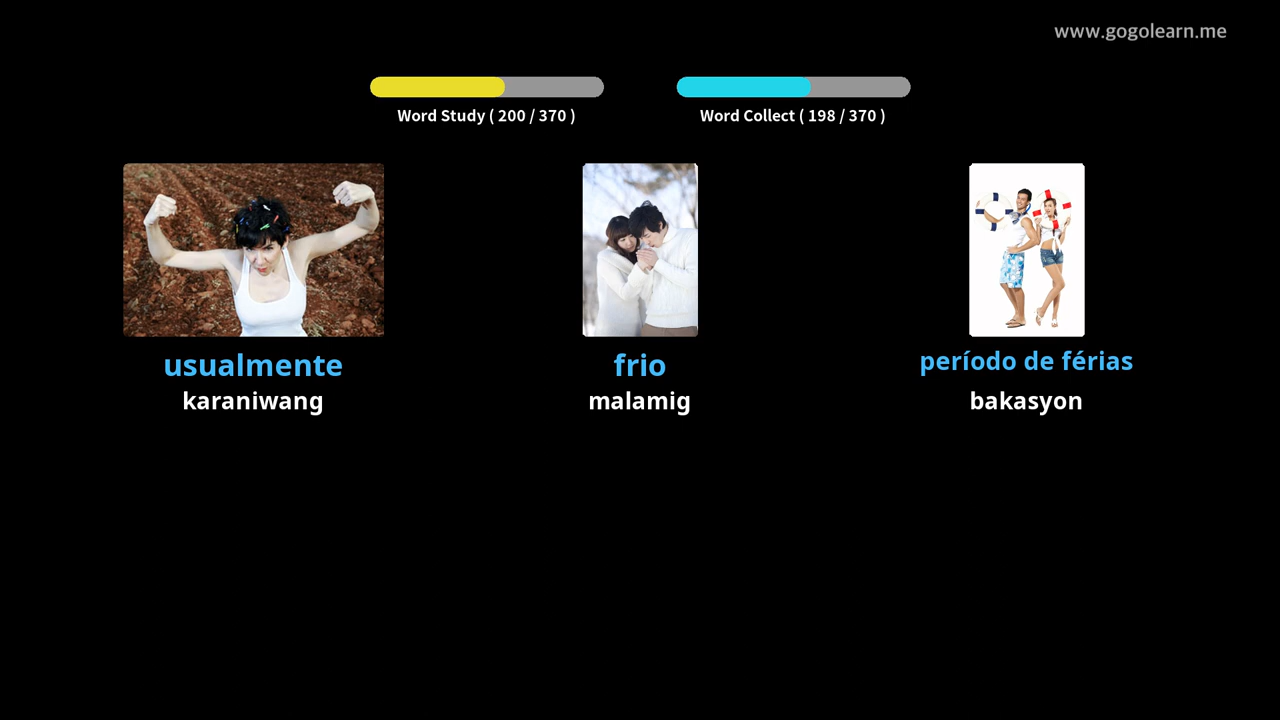 www.gogolearn.me
Word Study ( 200 / 370 )
Word Collect ( 198 / 370 )
usualmente
karaniwang
frio
malamig
período de férias
bakasyon